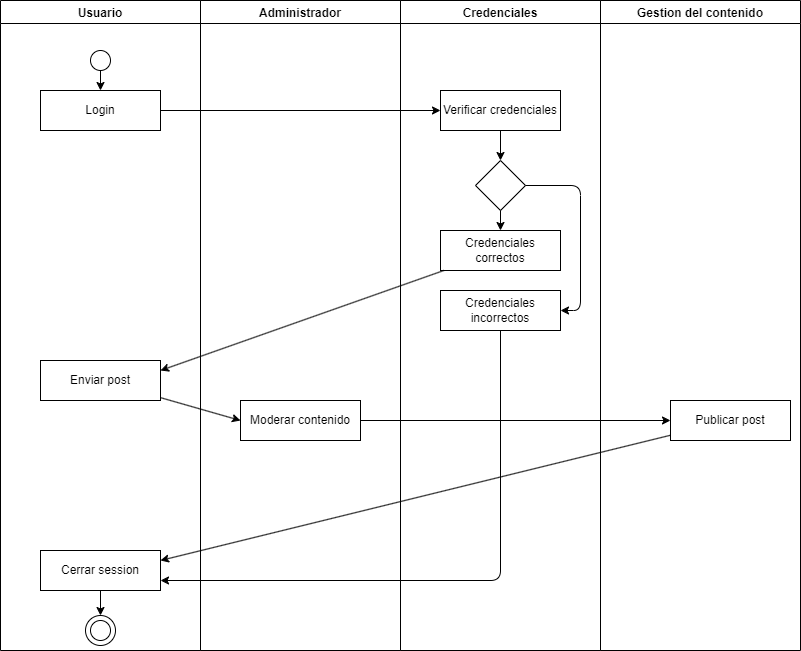 Usuario
Administrador
Credenciales
Gestion del contenido
Login
Verificar credenciales
Credenciales
correctos
Credenciales
incorrectos
Enviar post
Moderar contenido
Publicar post
Cerrar session